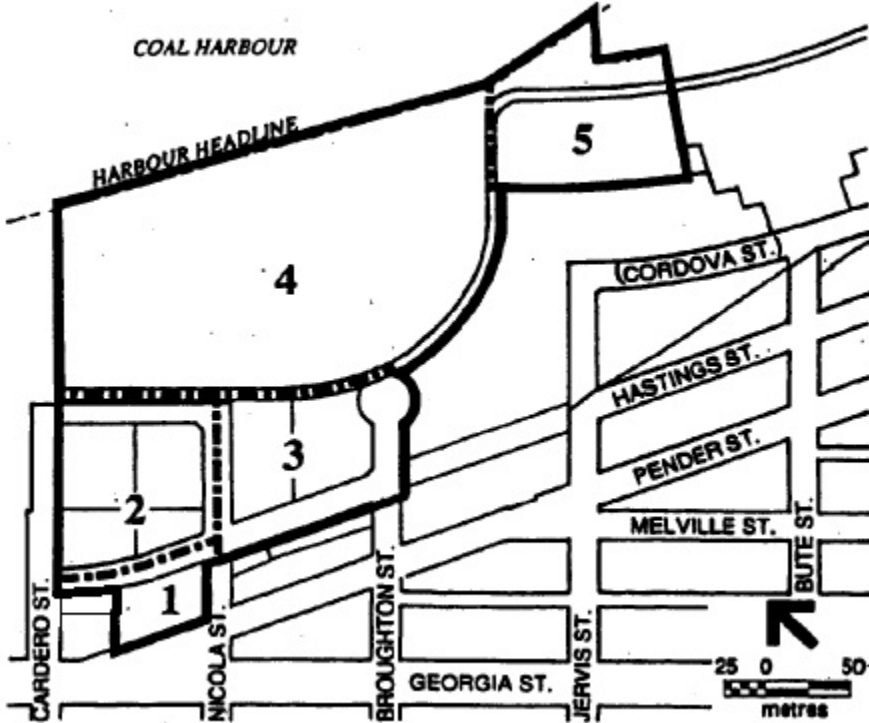 COAL HARBOUR
HARBOUR HEADLINE
5
4
(CORDOVA ST.)
HASTINGS ST.
3
PENDER ST.
2
MELVILLE ST.
BUTE ST.
1
CARDERO ST.
NICOLA ST.
BROUGHTON ST.
JERVIS ST.
GEORGIA ST.
25 0 50
metres